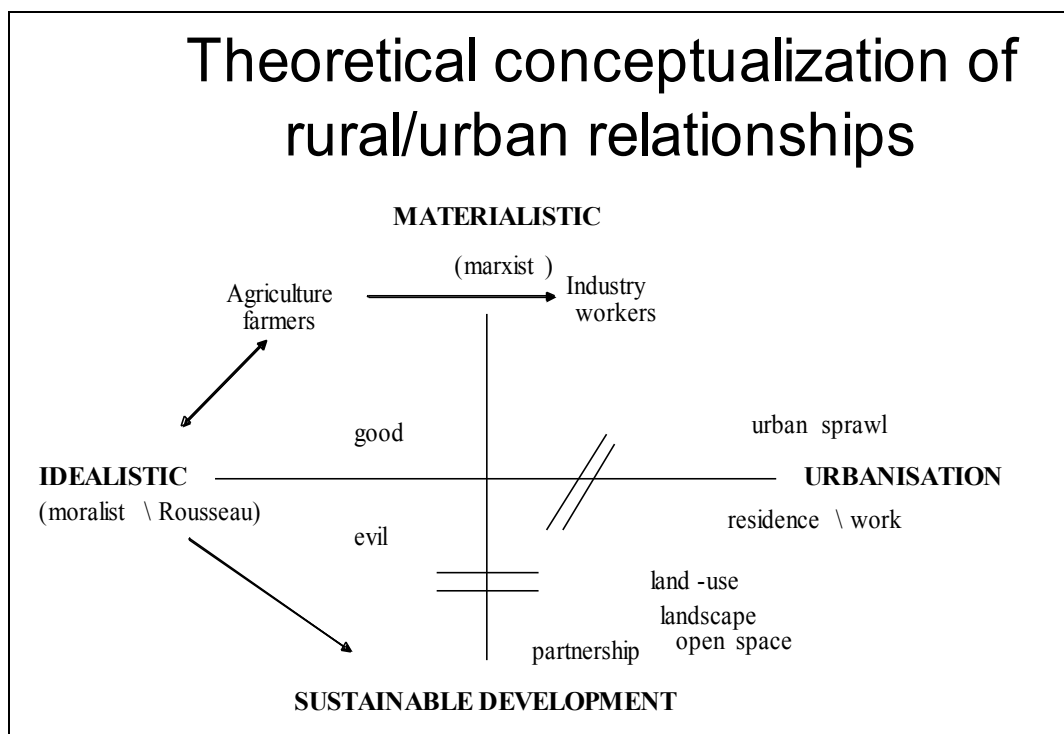 Theoretical conceptualization of
rural/urban relationships
MATERIALISTIC
(marxist )
Agriculture
farmers
Industry
workers
good
urban sprawl
IDEALISTIC
URBANISATION
(moralist \ Rousseau)
residence \ work
evil
land -use
landscape
open space
partnership
SUSTAINABLE DEVELOPMENT